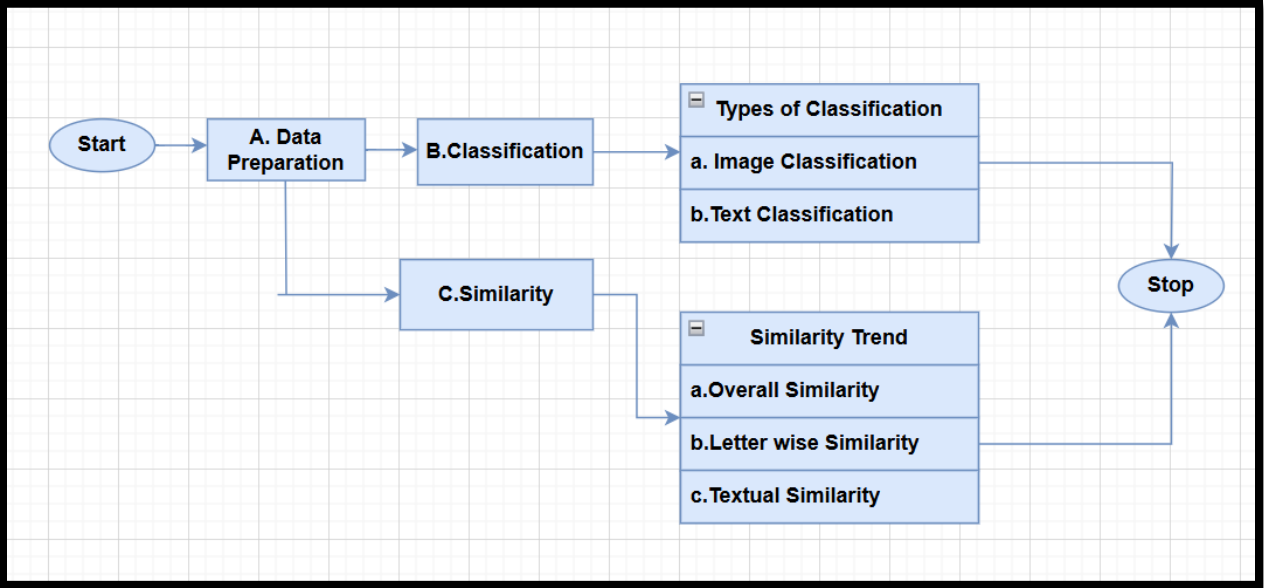 Start
A. Data
Preparation
B.Classification
Types of Classification
a. Image Classification
b.Text Classification
C.Similarity
Stop
Similarity Trend
a.Overall Similarity
b.Letter wise Similarity
c.Textual Similarity